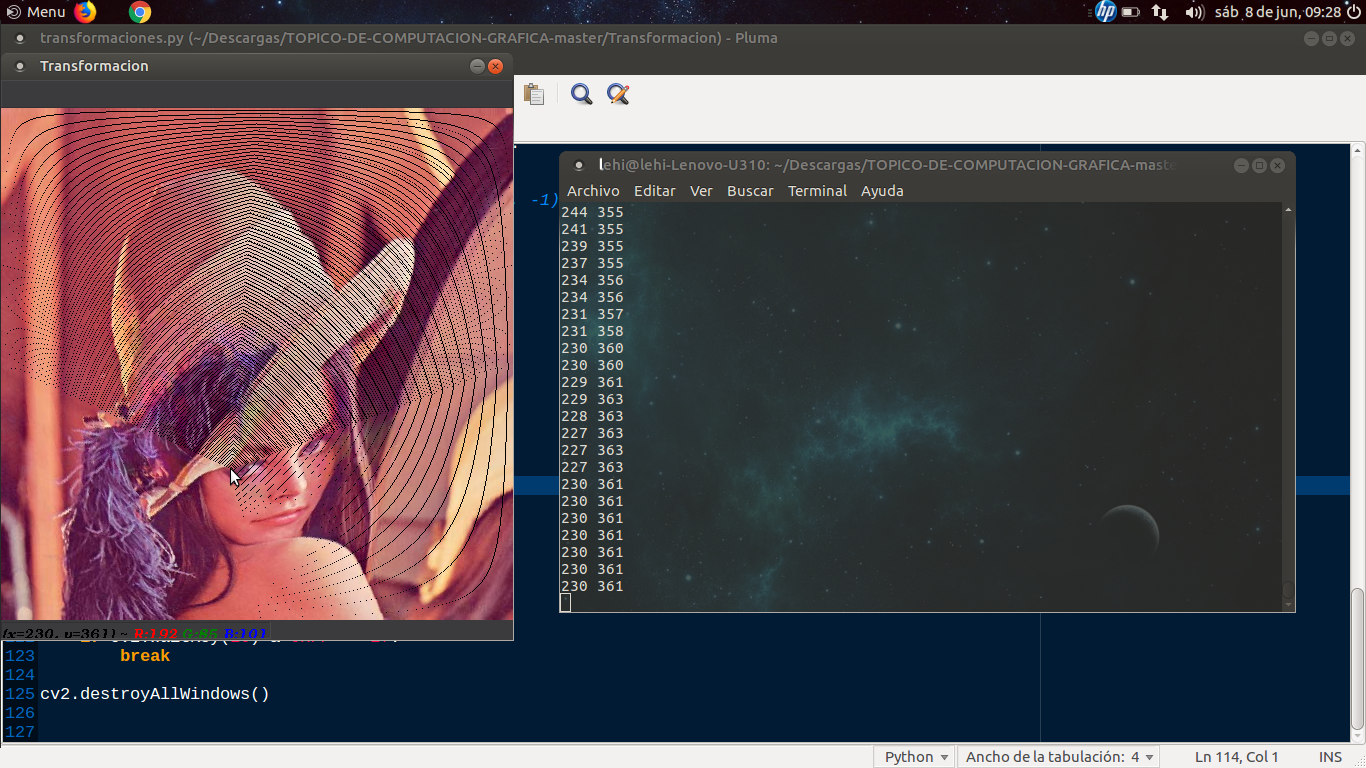 Menu
sáb 8 de jun, 09:28
transformaciones.py (~/Descargas/TOPICO-DE-COMPUTACION-GRAFICA-master/Transformacion) - Pluma
Transformacion
-1)
lehi@lehi-Lenovo-U310: ~/Descargas/TOPICO-DE-COMPUTACION-GRAFICA-maste
Archivo Editar Ver Buscar Terminal Ayuda
244 355
241 355
239 355
237 355
234 356
234 356
231 357
231 358
230 360
230 360
229 361
229 363
228 363
227 363
227 363
227 363
230 361
230 361
230 361
230 361
230 361
230 361
230 361
(x=230, y=361) ~ R:102 G:85 B:101
123 break
124
125 cv2.destroyAllWindows()
126
127
Python Ancho de la tabulación: 4 Ln 114, Col 1 INS